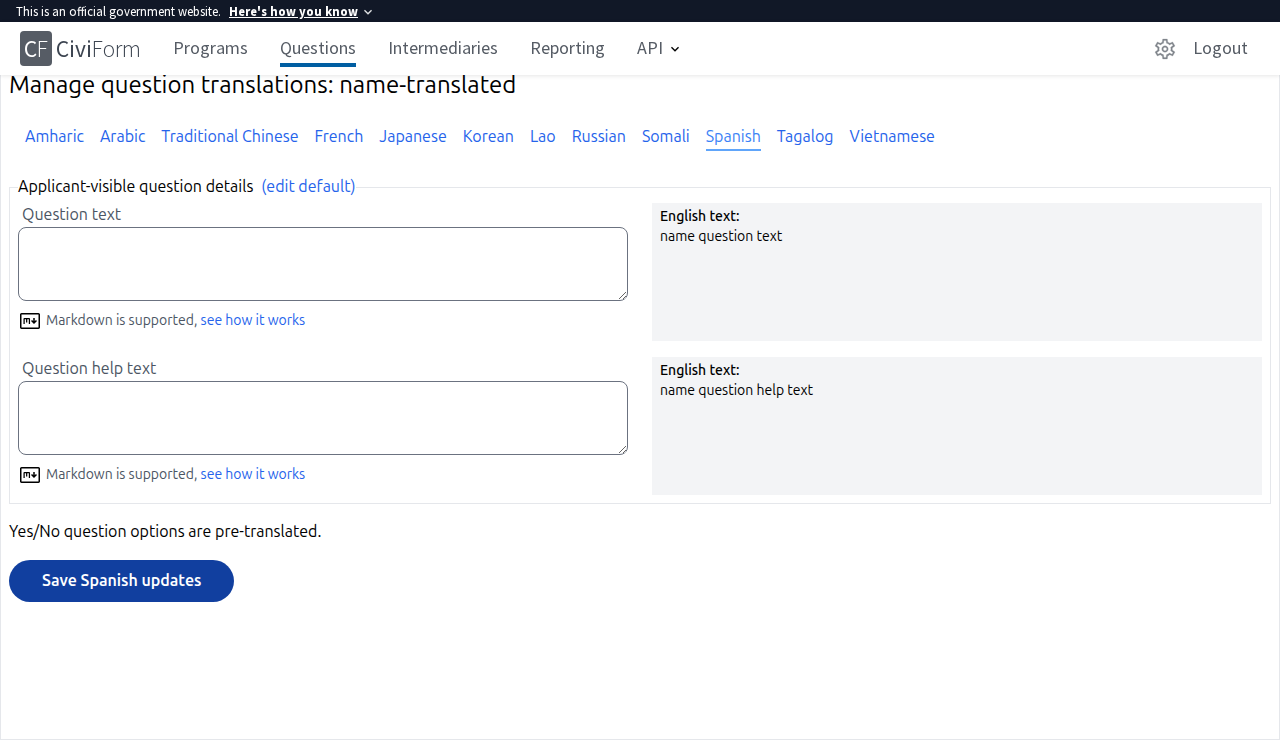 This is an official government website. Here's how you know
CF CiviForm Programs Questions Intermediaries Reporting API Logout
Manage question translations: name-translated
Amharic Arabic Traditional Chinese French Japanese Korean Lao Russian Somali Spanish Tagalog Vietnamese
Applicant-visible question details (edit default)
Question text
English text:
name question text
Markdown is supported, see how it works
Question help text
English text:
name question help text
Markdown is supported, see how it works
Yes/No question options are pre-translated.
Save Spanish updates